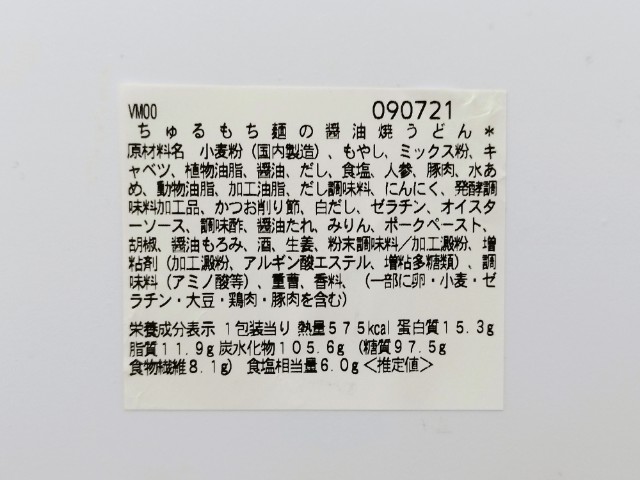 VM00 090721
ちゅるもち麺の醤油焼うどん*
原材料名 小麦粉（国内製造）、もやし、ミックス粉、キ
ャベツ、植物油脂、醤油、だし、食塩、人参、豚肉、水あ
め、動物油脂、加工油脂、だし調味料、にんにく、発酵調
味料加工品、かつお削り節、白だし、ゼラチン、オイスタ
ーソース、調味酢、醤油たれ、みりん、ポークペースト、
胡椒、醤油もろみ、酒、生姜、粉末調味料／加工澱粉、増
粘剤（加工澱粉、アルギン酸エステル、増粘多糖類）、調
味料（アミノ酸等）、重曹、香料、（一部に卵・小麦・ゼ
ラチン・大豆・鶏肉・豚肉を含む）
栄養成分表示 1包装当り 熱量575kcal 蛋白質15.3g
脂質11.9g 炭水化物105.6g （糖質97.5g
食物繊維8.1g） 食塩相当量6.0g＜推定値＞